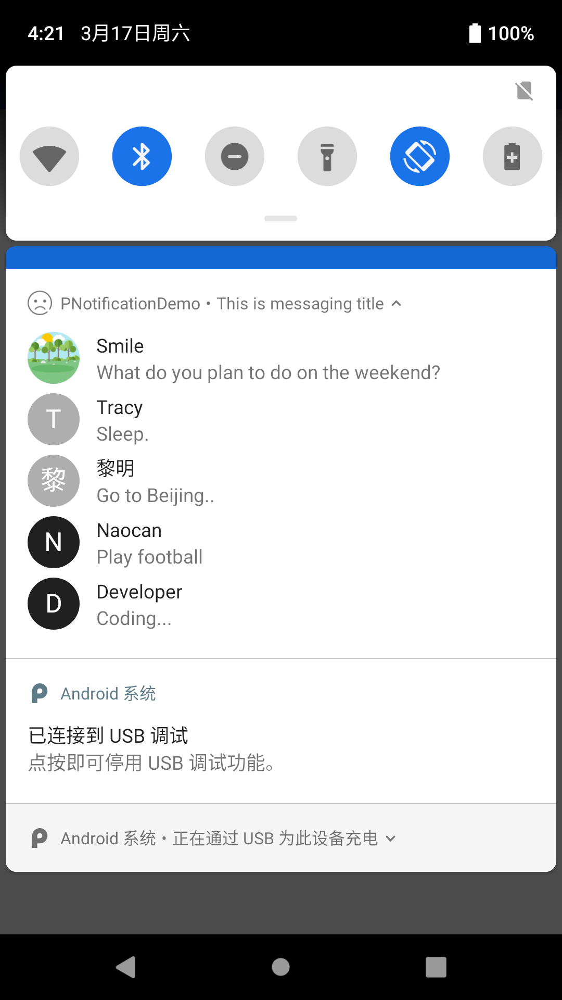 4:21 3月17日周六 100%
PNotificationDemo • This is messaging title
Smile
What do you plan to do on the weekend?
T
Tracy
Sleep.
黎
黎明
Go to Beijing..
N
Naocan
Play football
D
Developer
Coding...
Android 系统
已连接到 USB 调试
点按即可停用 USB 调试功能。
Android 系统 • 正在通过 USB 为此设备充电